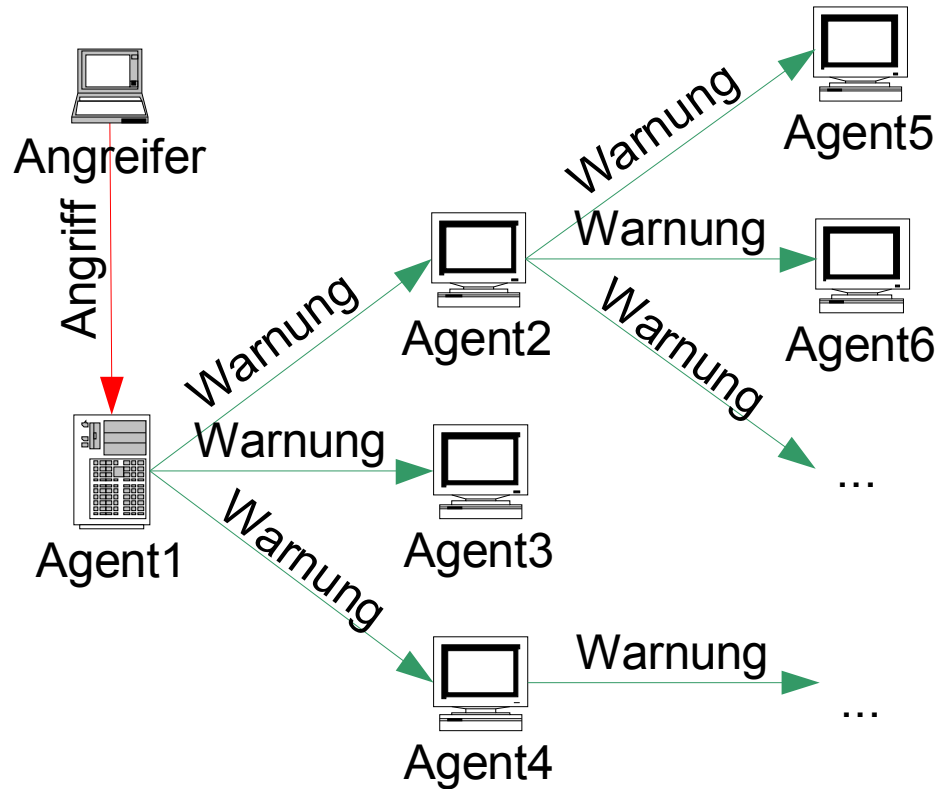 Angreifer
Angriff
Agent1
Warnung
Warnung
Warnung
Agent2
Agent3
Agent4
Warnung
Warnung
Warnung
Warnung
Agent5
Agent6
...
...